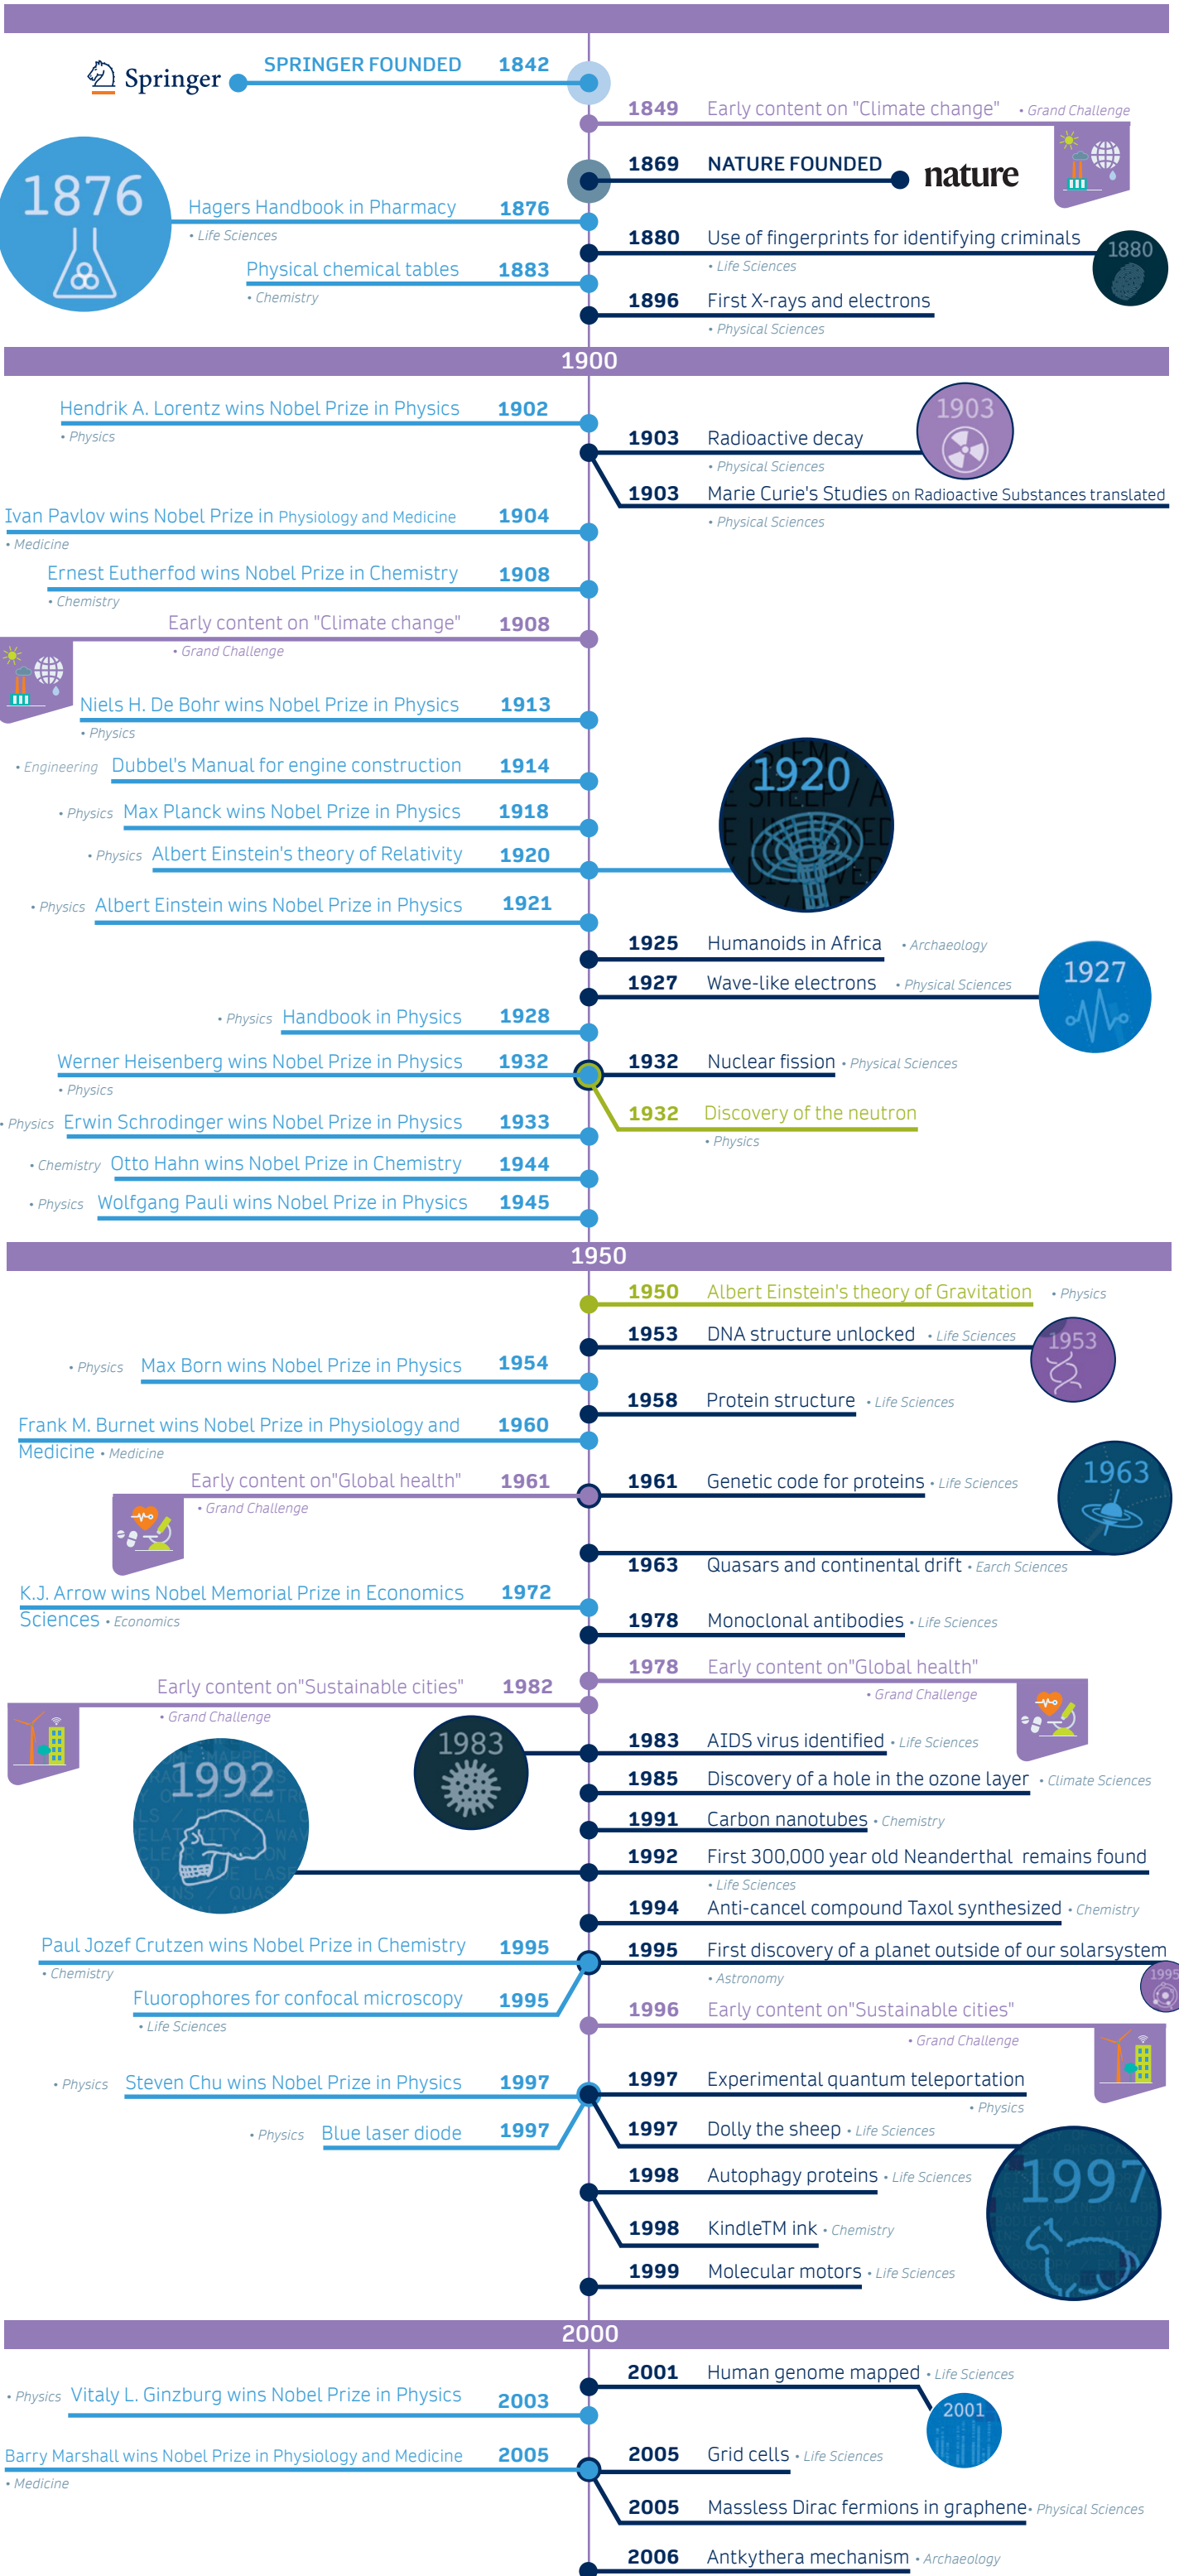 SPRINGER FOUNDED 1842
Springer
1849 Early content on "Climate change" • Grand Challenge
1869 NATURE FOUNDED nature
1876
Hagers Handbook in Pharmacy 1876
• Life Sciences
1880 Use of fingerprints for identifying criminals
• Life Sciences
1880
Physical chemical tables 1883
• Chemistry
1896 First X-rays and electrons
• Physical Sciences
1900
Hendrik A. Lorentz wins Nobel Prize in Physics 1902
• Physics
1903
1903 Radioactive decay
• Physical Sciences
1903 Marie Curie's Studies on Radioactive Substances translated
• Physical Sciences
Ivan Pavlov wins Nobel Prize in Physiology and Medicine 1904
• Medicine
Ernest Eutherfod wins Nobel Prize in Chemistry 1908
• Chemistry
Early content on "Climate change" 1908
• Grand Challenge
Niels H. De Bohr wins Nobel Prize in Physics 1913
• Physics
• Engineering Dubbel's Manual for engine construction 1914
1920
• Physics Max Planck wins Nobel Prize in Physics 1918
• Physics Albert Einstein's theory of Relativity 1920
• Physics Albert Einstein wins Nobel Prize in Physics 1921
1925 Humanoids in Africa • Archaeology
1927 Wave-like electrons • Physical Sciences
1927
• Physics Handbook in Physics 1928
Werner Heisenberg wins Nobel Prize in Physics 1932
• Physics
1932 Nuclear fission • Physical Sciences
1932 Discovery of the neutron
• Physics
• Physics Erwin Schrodinger wins Nobel Prize in Physics 1933
• Chemistry Otto Hahn wins Nobel Prize in Chemistry 1944
• Physics Wolfgang Pauli wins Nobel Prize in Physics 1945
1950
1950 Albert Einstein's theory of Gravitation • Physics
1953 DNA structure unlocked • Life Sciences
1953
• Physics Max Born wins Nobel Prize in Physics 1954
1958 Protein structure • Life Sciences
Frank M. Burnet wins Nobel Prize in Physiology and 1960
Medicine • Medicine
Early content on"Global health" 1961
• Grand Challenge
1961 Genetic code for proteins • Life Sciences
1963
1963 Quasars and continental drift • Earch Sciences
K.J. Arrow wins Nobel Memorial Prize in Economics 1972
Sciences • Economics
1978 Monoclonal antibodies • Life Sciences
1978 Early content on"Global health"
• Grand Challenge
Early content on"Sustainable cities" 1982
• Grand Challenge
1983
1983 AIDS virus identified • Life Sciences
1985 Discovery of a hole in the ozone layer • Climate Sciences
1992
1991 Carbon nanotubes • Chemistry
1992 First 300,000 year old Neanderthal remains found
• Life Sciences
1994 Anti-cancel compound Taxol synthesized • Chemistry
Paul Jozef Crutzen wins Nobel Prize in Chemistry 1995
• Chemistry
1995 First discovery of a planet outside of our solarsystem
• Astronomy
1995
Fluorophores for confocal microscopy 1995
• Life Sciences
1996 Early content on"Sustainable cities"
• Grand Challenge
• Physics Steven Chu wins Nobel Prize in Physics 1997
1997 Experimental quantum teleportation
• Physics
• Physics Blue laser diode 1997
1997 Dolly the sheep • Life Sciences
1997
1998 Autophagy proteins • Life Sciences
1998 KindleTM ink • Chemistry
1999 Molecular motors • Life Sciences
2000
2001 Human genome mapped • Life Sciences
2001
• Physics Vitaly L. Ginzburg wins Nobel Prize in Physics 2003
Barry Marshall wins Nobel Prize in Physiology and Medicine 2005
• Medicine
2005 Grid cells • Life Sciences
2005 Massless Dirac fermions in graphene • Physical Sciences
2006 Antkythera mechanism • Archaeology